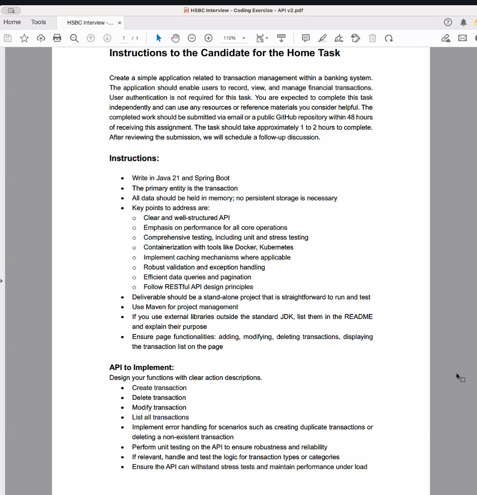 HSBC Interview - Coding Exercise - API v2.pdf
Home Tools HSBC Interview -... ×
1 / 1 110%
Instructions to the Candidate for the Home Task
Create a simple application related to transaction management within a banking system.
The application should enable users to record, view, and manage financial transactions.
User authentication is not required for this task. You are expected to complete this task
independently and can use any resources or reference materials you consider helpful. The
completed work should be submitted via email or a public GitHub repository within 48 hours
of receiving this assignment. The task should take approximately 1 to 2 hours to complete.
After reviewing the submission, we will schedule a follow-up discussion.
Instructions:
• Write in Java 21 and Spring Boot
• The primary entity is the transaction
• All data should be held in memory; no persistent storage is necessary
• Key points to address are:
o Clear and well-structured API
o Emphasis on performance for all core operations
o Comprehensive testing, including unit and stress testing
o Containerization with tools like Docker, Kubernetes
o Implement caching mechanisms where applicable
o Robust validation and exception handling
o Efficient data queries and pagination
o Follow RESTful API design principles
• Deliverable should be a stand-alone project that is straightforward to run and test
• Use Maven for project management
• If you use external libraries outside the standard JDK, list them in the README
and explain their purpose
• Ensure page functionalities: adding, modifying, deleting transactions, displaying
the transaction list on the page
API to Implement:
Design your functions with clear action descriptions.
• Create transaction
• Delete transaction
• Modify transaction
• List all transactions
• Implement error handling for scenarios such as creating duplicate transactions or
deleting a non-existent transaction
• Perform unit testing on the API to ensure robustness and reliability
• If relevant, handle and test the logic for transaction types or categories
• Ensure the API can withstand stress tests and maintain performance under load